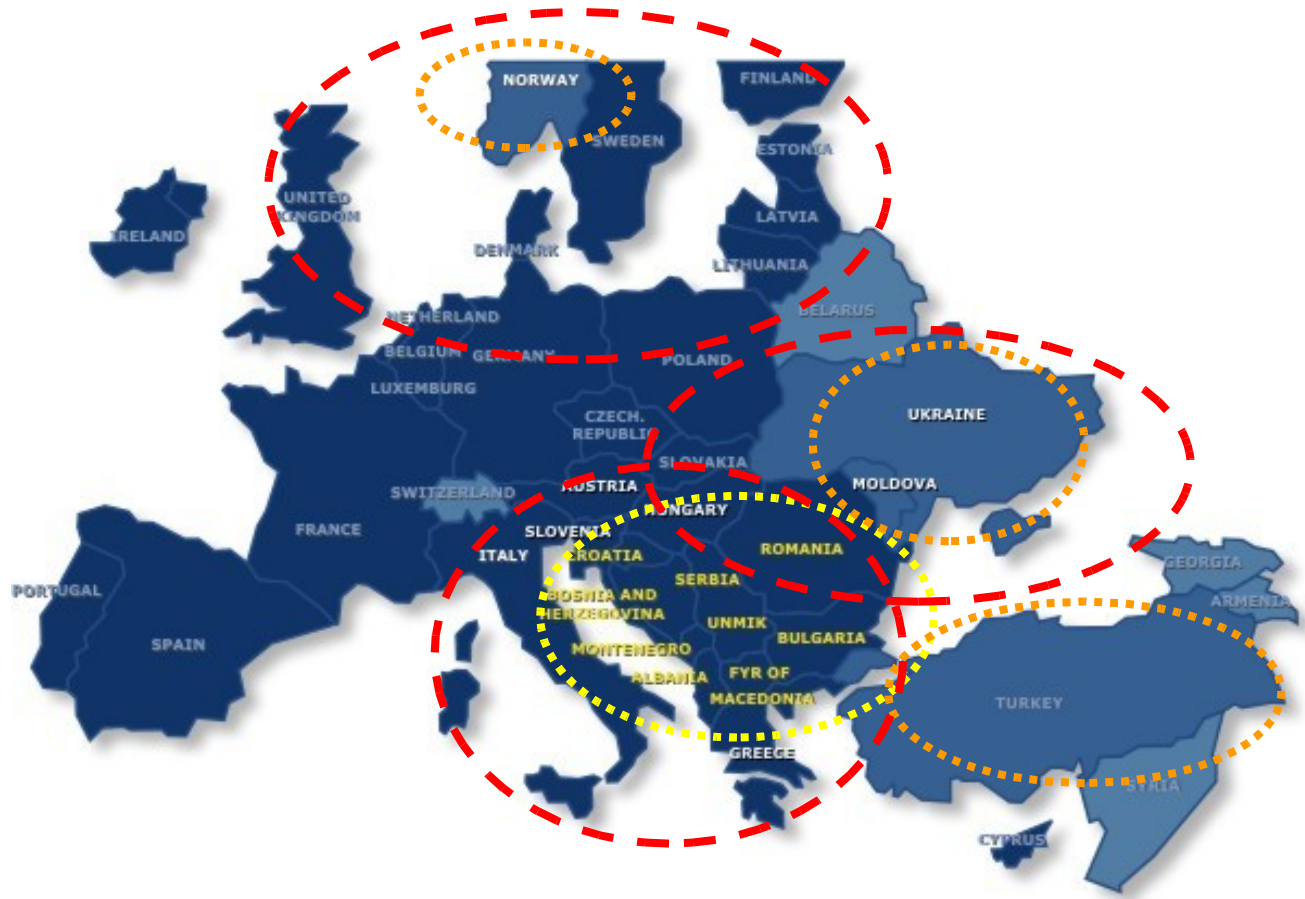 NORWAY
FINLAND
SWEDEN
ESTONIA
UNITED
KINGDOM
LATVIA
IRELAND
DENMARK
LITHUANIA
BELARUS
NETHERLAND
BELGIUM
GERMANY
POLAND
LUXEMBURG
UKRAINE
CZECH.
REPUBLIC
SLOVAKIA
MOLDOVA
AUSTRIA
SWITZERLAND
HUNGARY
FRANCE
SLOVENIA
ITALY
CROATIA
ROMANIA
GEORGIA
SERBIA
PORTUGAL
BOSNIA AND
HERZEGOVINA
ARMENIA
UNMIK
BULGARIA
SPAIN
MONTENEGRO
ALBANIA
FYR OF
MACEDONIA
TURKEY
GREECE
SYRIA
CYPRUS